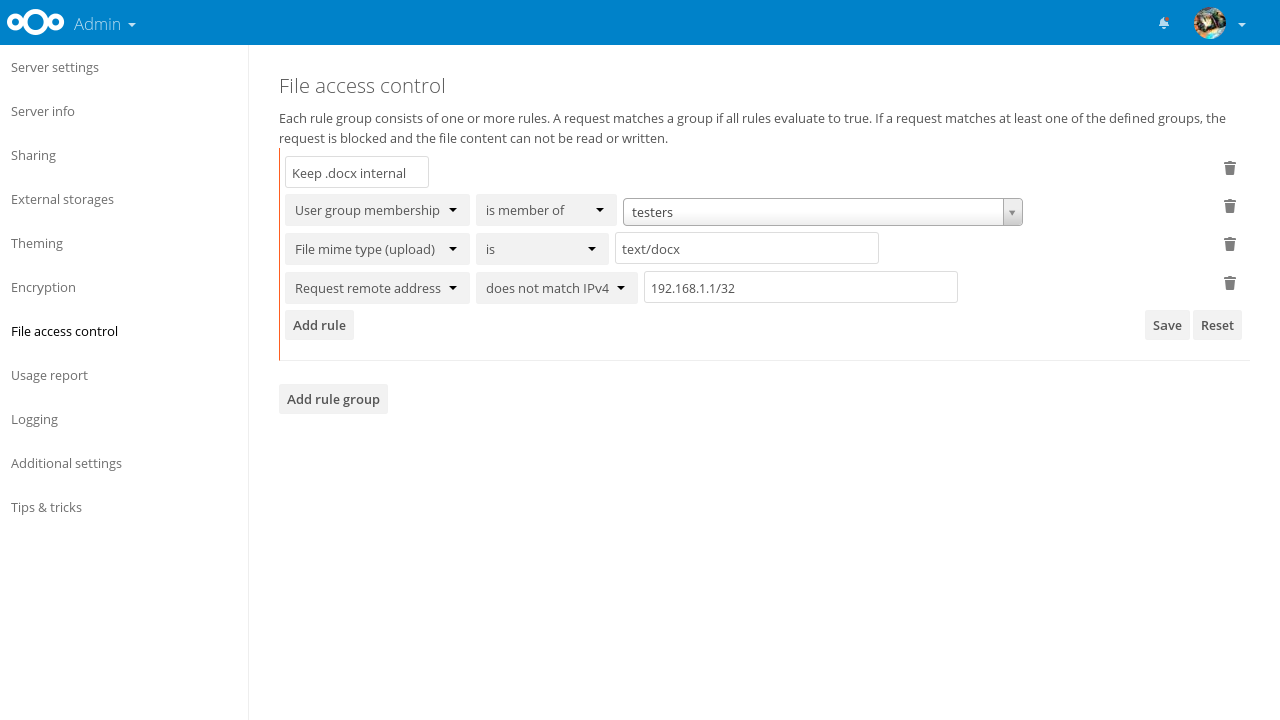 Admin
Server settings
Server info
Sharing
External storages
Theming
Encryption
File access control
Usage report
Logging
Additional settings
Tips & tricks
File access control
Each rule group consists of one or more rules. A request matches a group if all rules evaluate to true. If a request matches at least one of the defined groups, the
request is blocked and the file content can not be read or written.
Keep .docx internal
User group membership is member of testers
File mime type (upload) is text/docx
Request remote address does not match IPv4 192.168.1.1/32
Add rule Save Reset
Add rule group